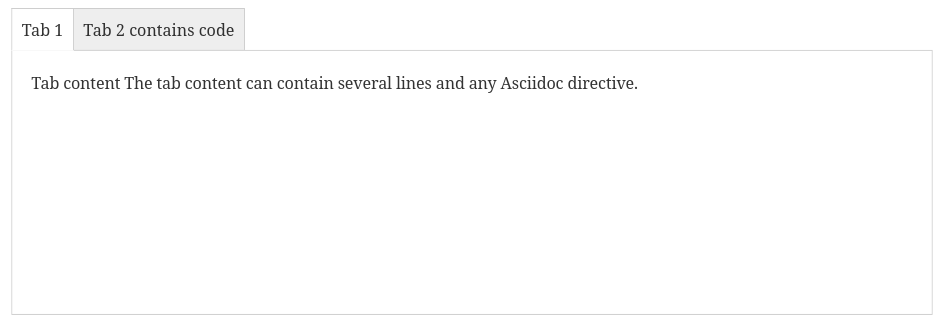 Tab 1
Tab 2 contains code
Tab content The tab content can contain several lines and any Asciidoc directive.